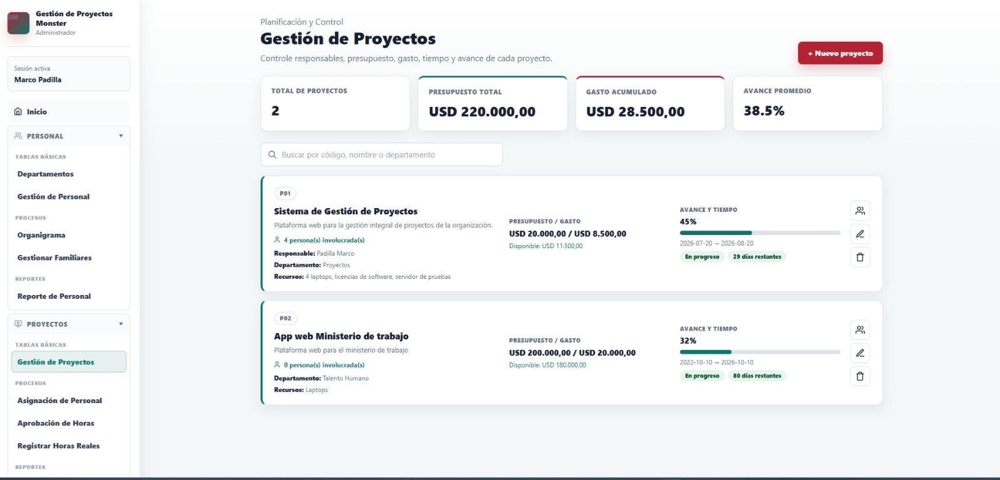 GM
Gestión de Proyectos
Monster
Administrador
Sesión activa
Marco Padilla
Inicio
PERSONAL
TABLAS BÁSICAS
Departamentos
Gestión de Personal
PROCESOS
Organigrama
Gestionar Familiares
REPORTES
Reporte de Personal
PROYECTOS
TABLAS BÁSICAS
Gestión de Proyectos
PROCESOS
Asignación de Personal
Aprobación de Horas
Registrar Horas Reales
REPORTES
Planificación y Control
Gestión de Proyectos
Controle responsables, presupuesto, gasto, tiempo y avance de cada proyecto.
+ Nuevo proyecto
TOTAL DE PROYECTOS
2
PRESUPUESTO TOTAL
USD 220.000,00
GASTO ACUMULADO
USD 28.500,00
AVANCE PROMEDIO
38.5%
Buscar por código, nombre o departamento
P01
Sistema de Gestión de Proyectos
Plataforma web para la gestión integral de proyectos de la organización.
4 persona(s) involucrada(s)
Responsable: Padilla Marco
Departamento: Proyectos
Recursos: 4 laptops, licencias de software, servidor de pruebas
PRESUPUESTO / GASTO
USD 20.000,00 / USD 8.500,00
Disponible: USD 11.500,00
AVANCE Y TIEMPO
45%
2026-07-20 → 2026-08-20
En progreso 29 días restantes
P02
App web Ministerio de trabajo
Plataforma web para el ministerio de trabajo
0 persona(s) involucrada(s)
Departamento: Talento Humano
Recursos: Laptops
PRESUPUESTO / GASTO
USD 200.000,00 / USD 20.000,00
Disponible: USD 180.000,00
AVANCE Y TIEMPO
32%
2022-10-10 → 2026-10-10
En progreso 80 días restantes